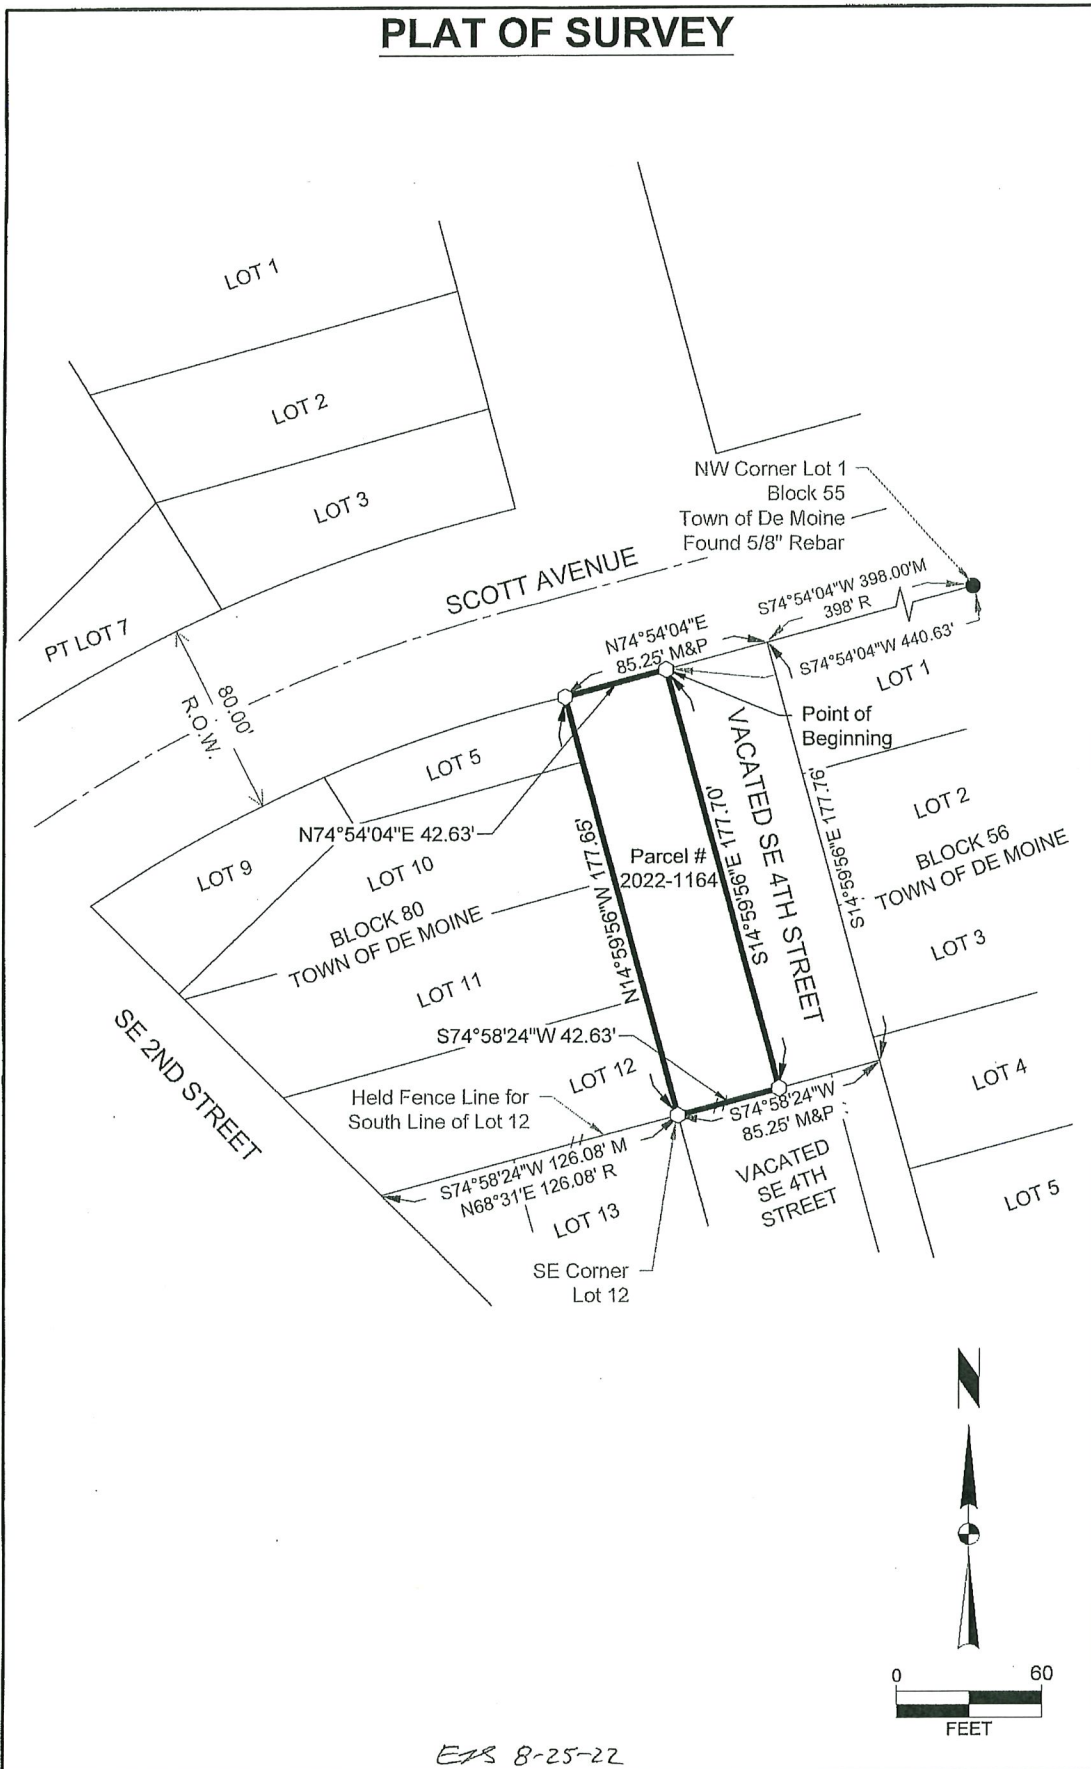 PLAT OF SURVEY
LOT 1
LOT 2
LOT 3
PT LOT 7
SCOTT AVENUE
80.00'
R.O.W.
NW Corner Lot 1
Block 55
Town of De Moine
Found 5/8" Rebar
S74°54'04"W 398.00'M
398' R
N74°54'04"E
85.25' M&P
S74°54'04"W 440.63'
LOT 1
Point of
Beginning
LOT 5
N74°54'04"E 42.63'
LOT 9
LOT 10
BLOCK 80
TOWN OF DE MOINE
LOT 11
N14°59'56"W 177.65'
Parcel #
2022-1164
S14°59'56"E 177.70'
VACATED SE 4TH STREET
S14°59'56"E 177.76'
LOT 2
BLOCK 56
TOWN OF DE MOINE
LOT 3
SE 2ND STREET
S74°58'24"W 42.63'
LOT 12
Held Fence Line for
South Line of Lot 12
S74°58'24"W 126.08' M
N68°31'E 126.08' R
LOT 13
S74°58'24"W
85.25' M&P
VACATED
SE 4TH
STREET
LOT 4
LOT 5
SE Corner
Lot 12
N
0 60
FEET
8-25-22